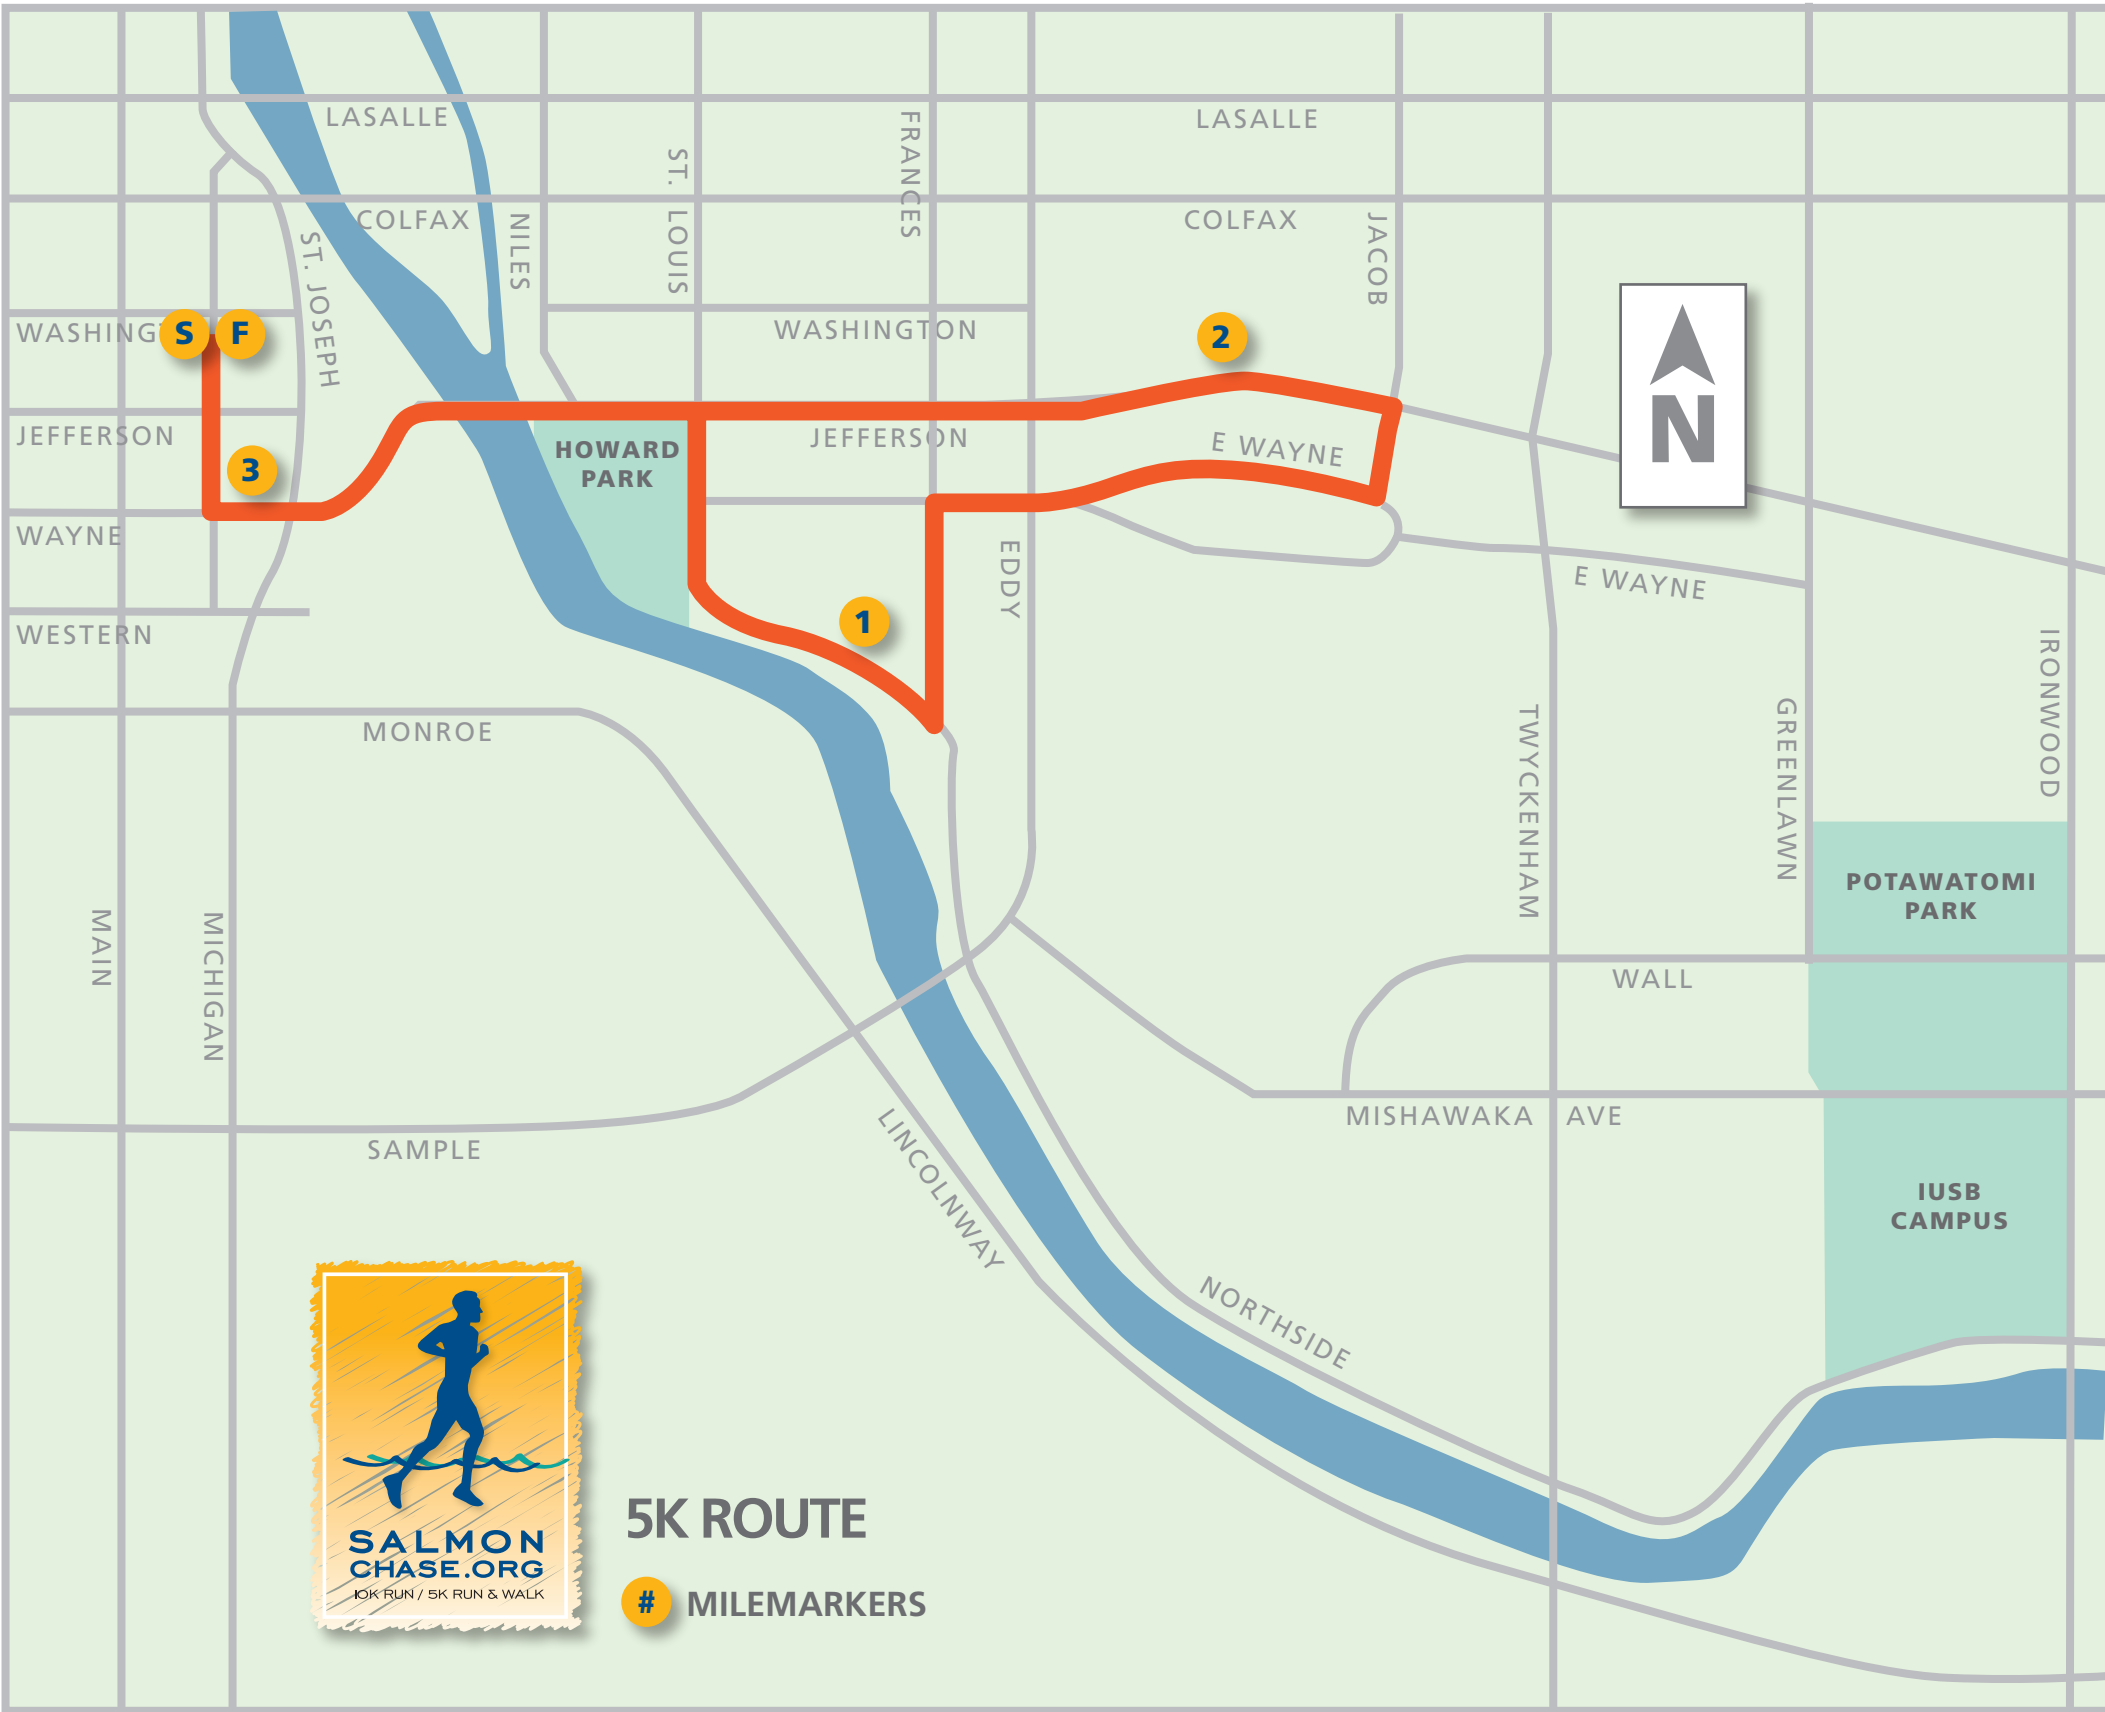 LASALLE
LASALLE
FRANCES
ST. LOUIS
COLFAX
COLFAX
NILES
JACOB
ST. JOSEPH
WASHINGT
S
F
WASHINGTON
2
N
JEFFERSON
JEFFERSON
E WAYNE
HOWARD
PARK
3
WAYNE
EDDY
E WAYNE
1
WESTERN
IRONWOOD
MONROE
TWYCKENHAM
GREENLAWN
POTAWATOMI
PARK
MAIN
MICHIGAN
WALL
MISHAWAKA AVE
SAMPLE
LINCOLNWAY
IUSB
CAMPUS
NORTHSIDE
SALMON
CHASE.ORG
10K RUN / 5K RUN & WALK
5K ROUTE
# MILEMARKERS